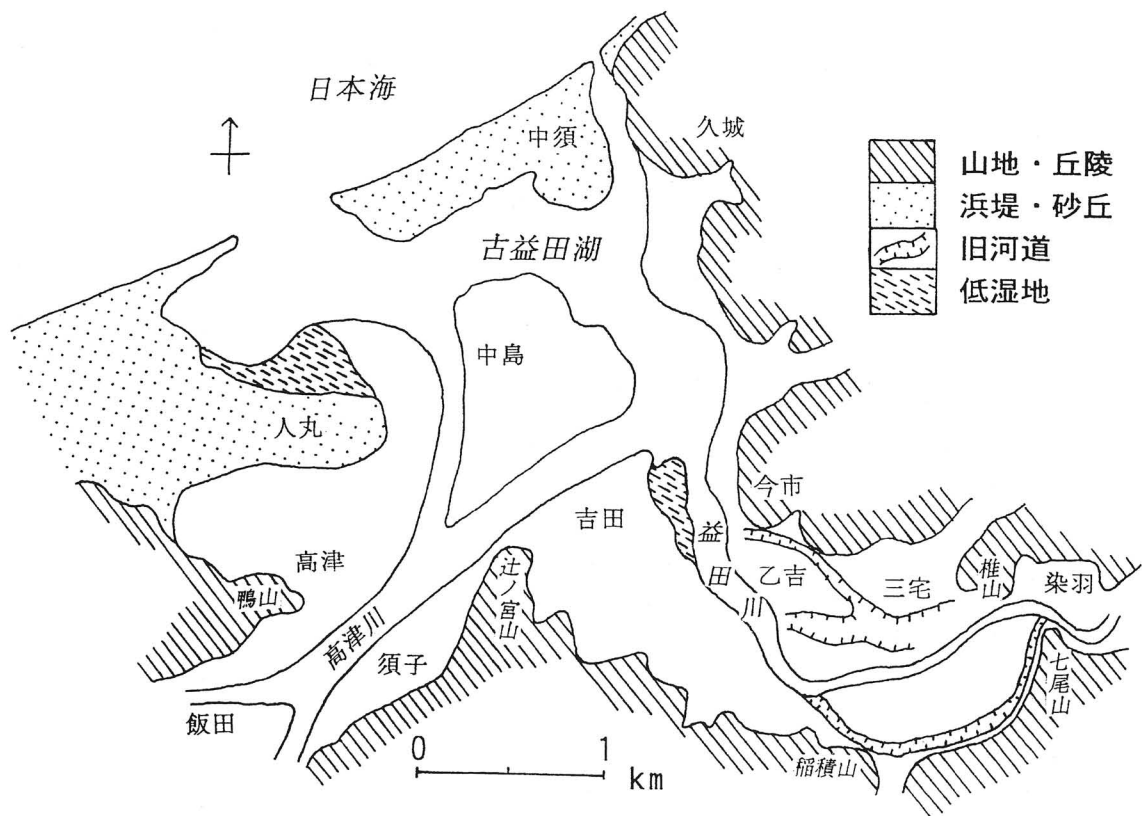 日本海
中須
久城
山地・丘陵
浜堤・砂丘
旧河道
低湿地
古益田湖
中島
人丸
今市
吉田
益田川
高津
辻ノ宮山
乙吉
三宅
椎山
染羽
鴨山
高津川
須子
七尾山
飯田
0 1
km
稲積山